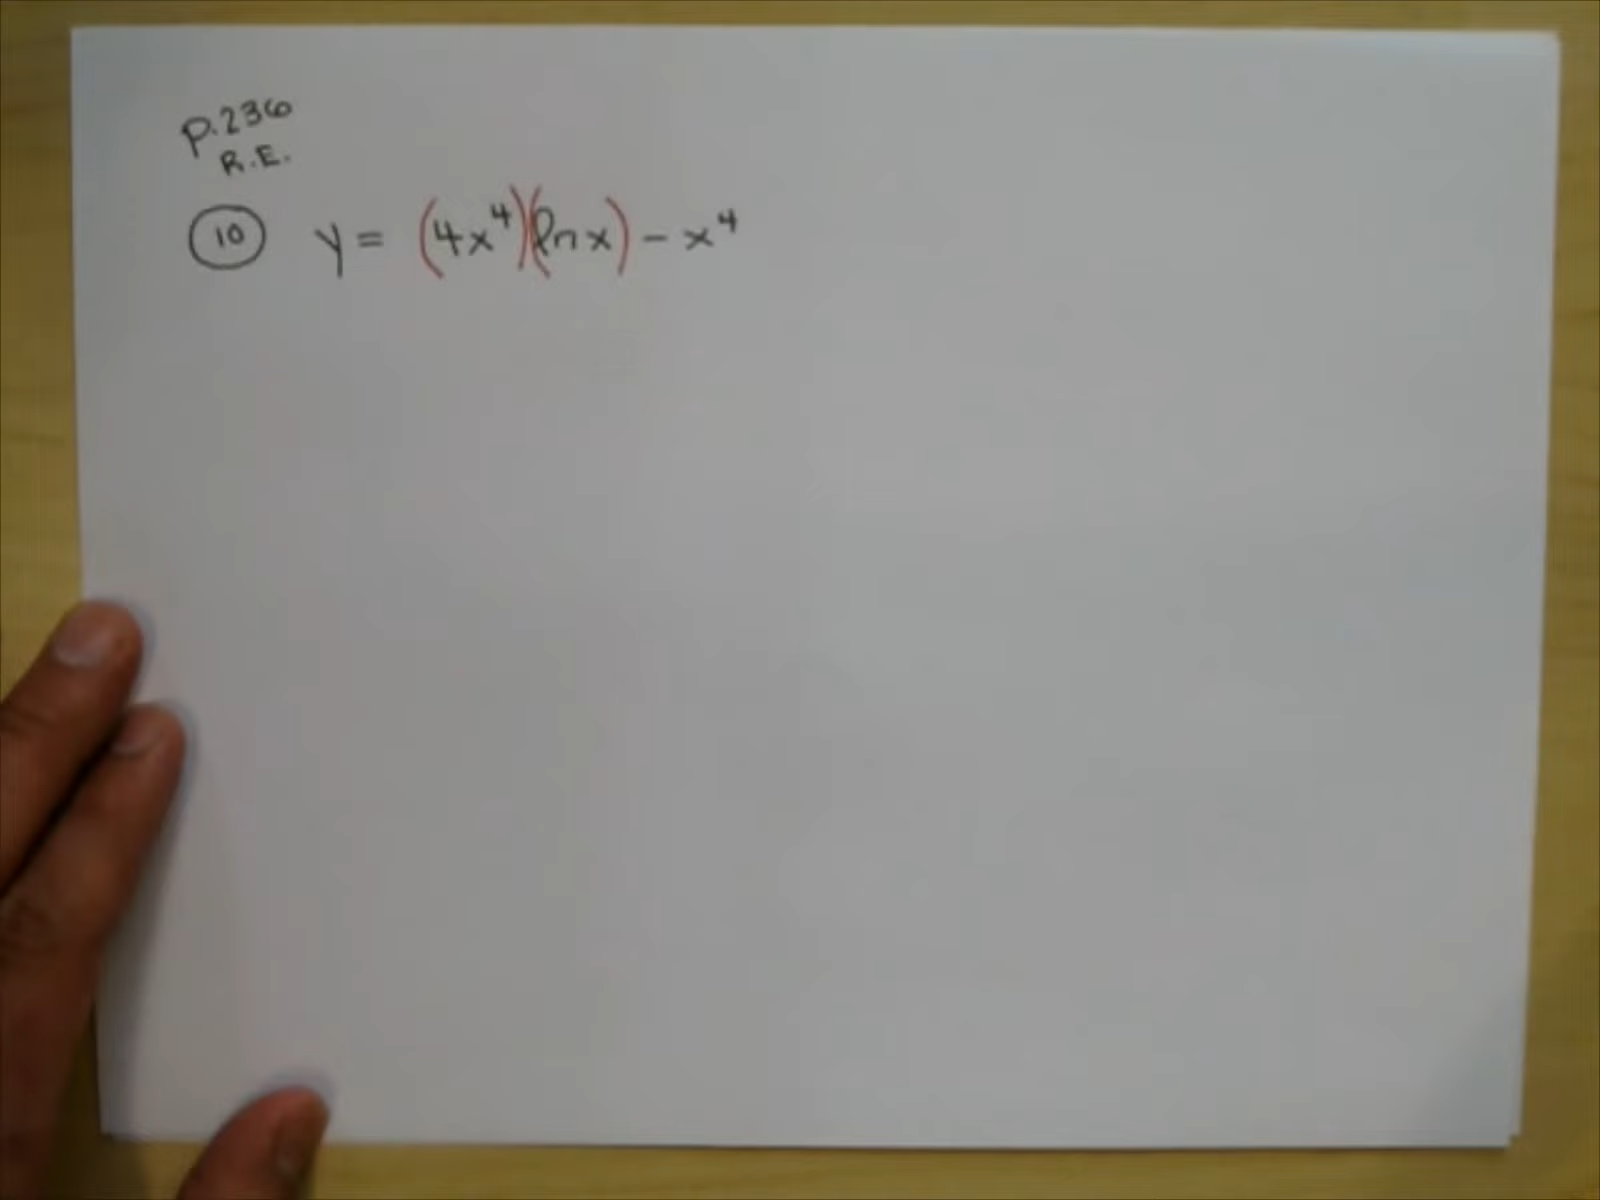 p.236
R.E.
10 y = (4x⁴)(ln x) - x⁴